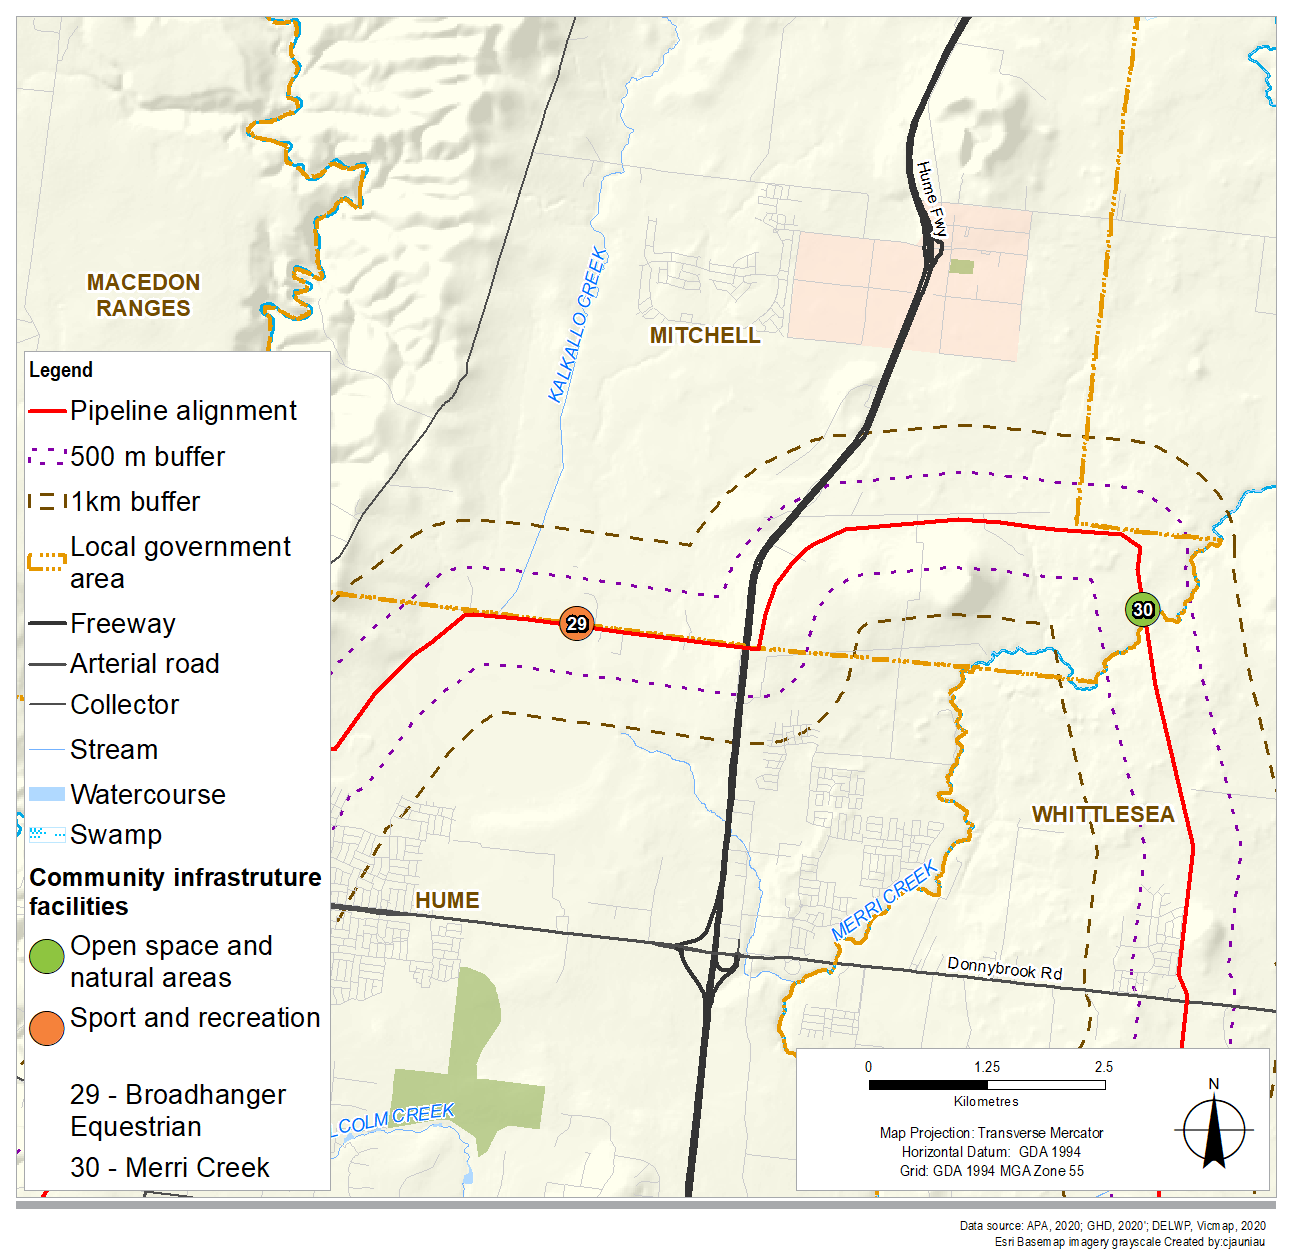 Hume Fwy
MACEDON
RANGES
KALKALLO CREEK
MITCHELL
Legend
Pipeline alignment
500 m buffer
1km buffer
Local government
area
Freeway
Arterial road
Collector
Stream
Watercourse
Swamp
Community infrastruture
facilities
Open space and
natural areas
Sport and recreation
29 - Broadhanger
Equestrian
30 - Merri Creek
29
30
WHITTLESEA
HUME
MERRI CREEK
Donnybrook Rd
COLM CREEK
0 1.25 2.5
Kilometres
Map Projection: Transverse Mercator
Horizontal Datum: GDA 1994
Grid: GDA 1994 MGA Zone 55
N
Data source: APA, 2020; GHD, 2020'; DELWP, Vicmap, 2020
Esri Basemap imagery grayscale Created by:cjauniau